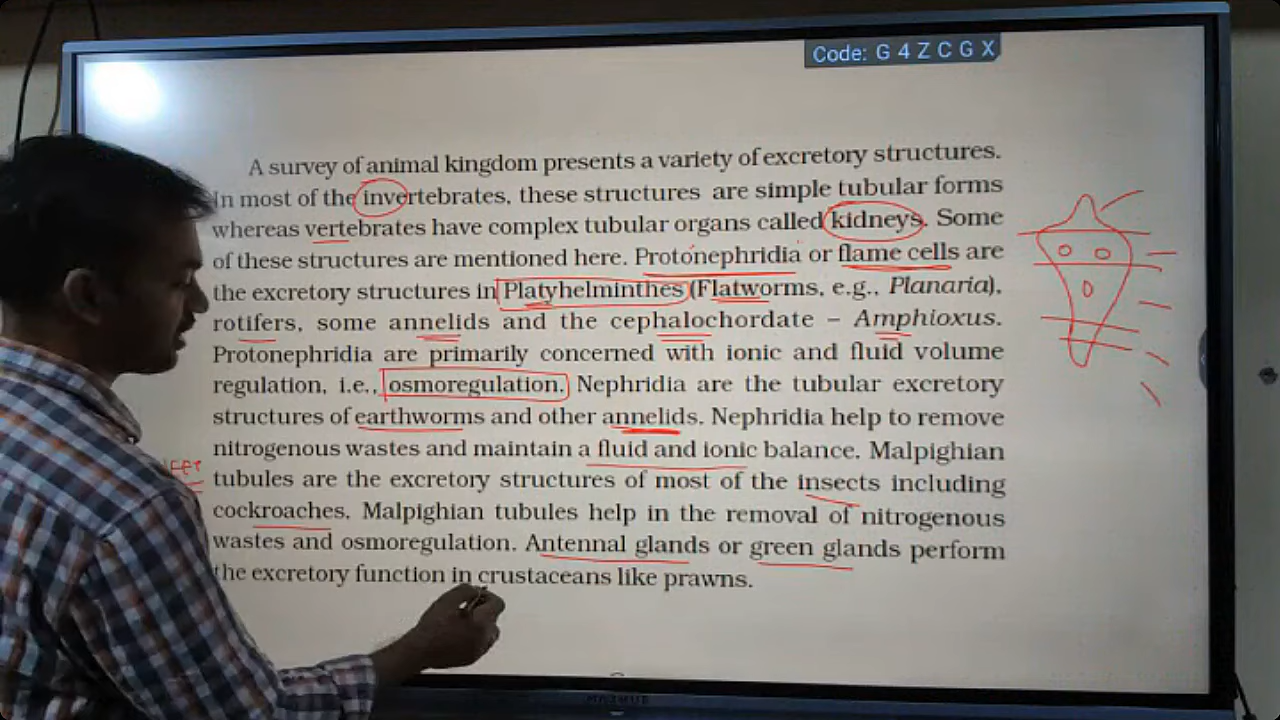 Code: G 4 Z C G X
A survey of animal kingdom presents a variety of excretory structures.
In most of the invertebrates, these structures are simple tubular forms
whereas vertebrates have complex tubular organs called kidneys. Some
of these structures are mentioned here. Protonephridia or flame cells are
the excretory structures in Platyhelminthes (Flatworms, e.g., Planaria),
rotifers, some annelids and the cephalochordate – Amphioxus.
Protonephridia are primarily concerned with ionic and fluid volume
regulation, i.e., osmoregulation. Nephridia are the tubular excretory
structures of earthworms and other annelids. Nephridia help to remove
nitrogenous wastes and maintain a fluid and ionic balance. Malpighian
tubules are the excretory structures of most of the insects including
cockroaches. Malpighian tubules help in the removal of nitrogenous
wastes and osmoregulation. Antennal glands or green glands perform
the excretory function in crustaceans like prawns.